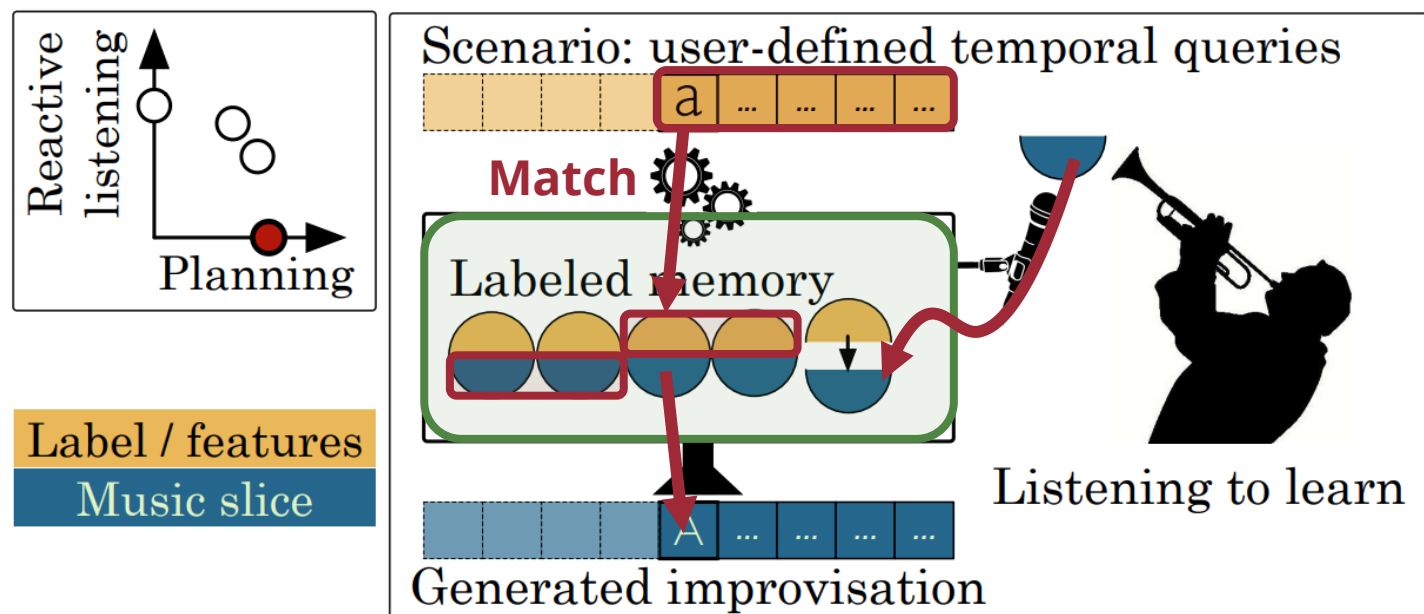 Reactive
listening
Planning
Label / features
Music slice
Scenario: user-defined temporal queries
a ... ... ... ...
Match
Labeled memory
Listening to learn
A ... ... ... ...
Generated improvisation